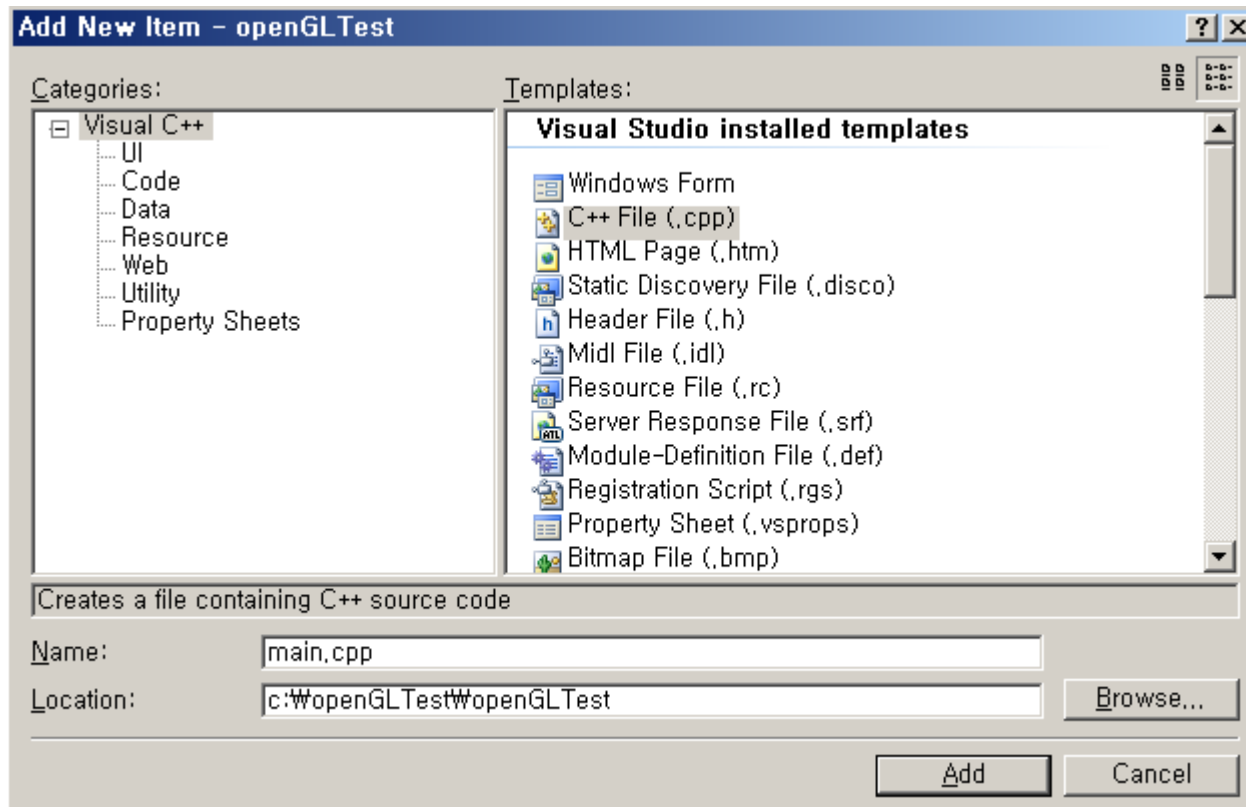 Add New Item - openGLTest
Categories:
Templates:
Visual C++
UI
Code
Data
Resource
Web
Utility
Property Sheets
Visual Studio installed templates
Windows Form
C++ File (.cpp)
HTML Page (.htm)
Static Discovery File (.disco)
Header File (.h)
Midl File (.idl)
Resource File (.rc)
Server Response File (.srf)
Module-Definition File (.def)
Registration Script (.rgs)
Property Sheet (.vsprops)
Bitmap File (.bmp)
Creates a file containing C++ source code
Name:
main.cpp
Location:
c:₩openGLTest₩openGLTest
Browse...
Add
Cancel